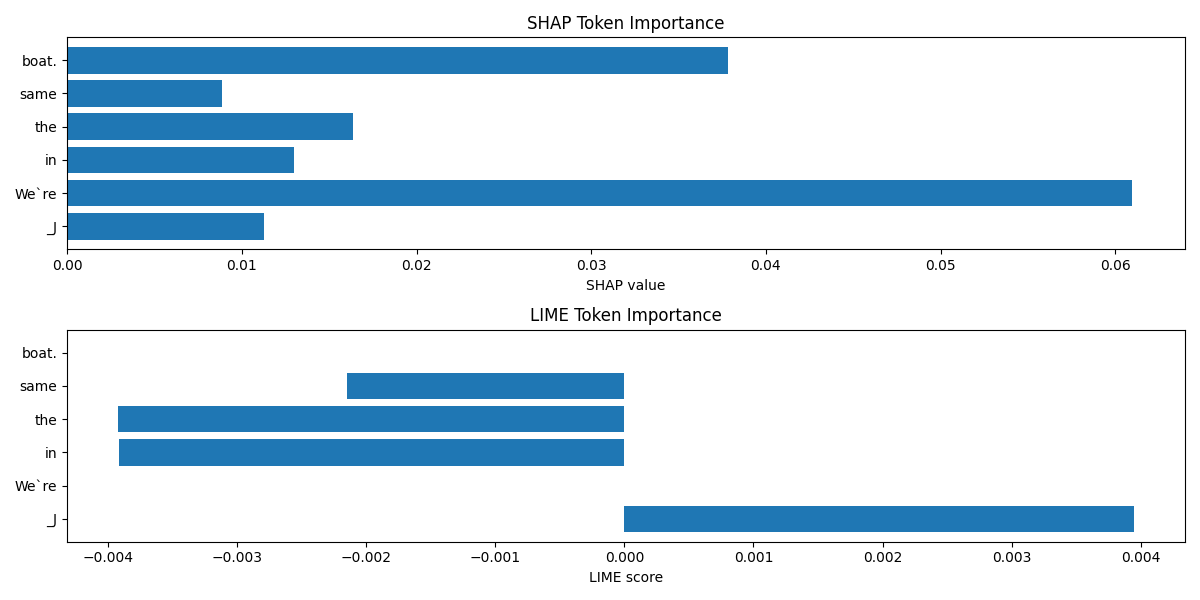 SHAP Token Importance
boat.
same
the
in
We`re
_J
0.00 0.01 0.02 0.03 0.04 0.05 0.06
SHAP value
LIME Token Importance
boat.
same
the
in
We`re
_J
−0.004 −0.003 −0.002 −0.001 0.000 0.001 0.002 0.003 0.004
LIME score